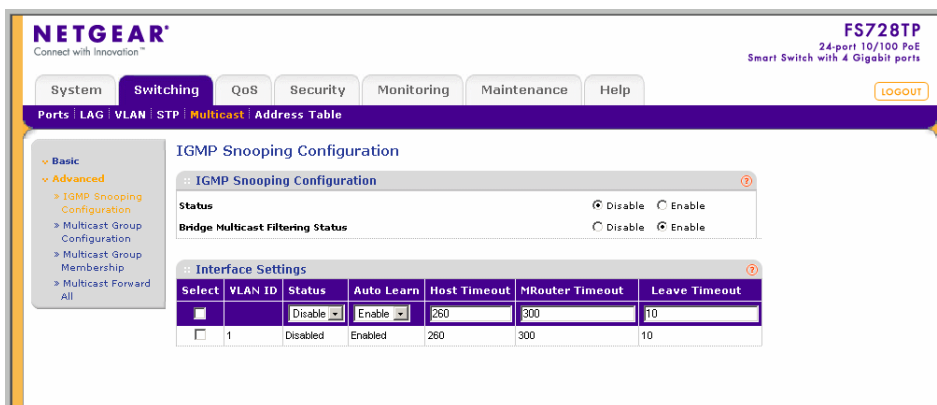 NETGEAR®
Connect with Innovation™
FS728TP
24-port 10/100 PoE
Smart Switch with 4 Gigabit ports
System Switching QoS Security Monitoring Maintenance Help LOGOUT
Ports LAG VLAN STP Multicast Address Table
Basic
Advanced
» IGMP Snooping
Configuration
» Multicast Group
Configuration
» Multicast Group
Membership
» Multicast Forward
All
IGMP Snooping Configuration
IGMP Snooping Configuration ?
Status Disable Enable
Bridge Multicast Filtering Status Disable Enable
Interface Settings ?
Select VLAN ID Status Auto Learn Host Timeout MRouter Timeout Leave Timeout
Disable Enable 260 300 10
1 Disabled Enabled 260 300 10